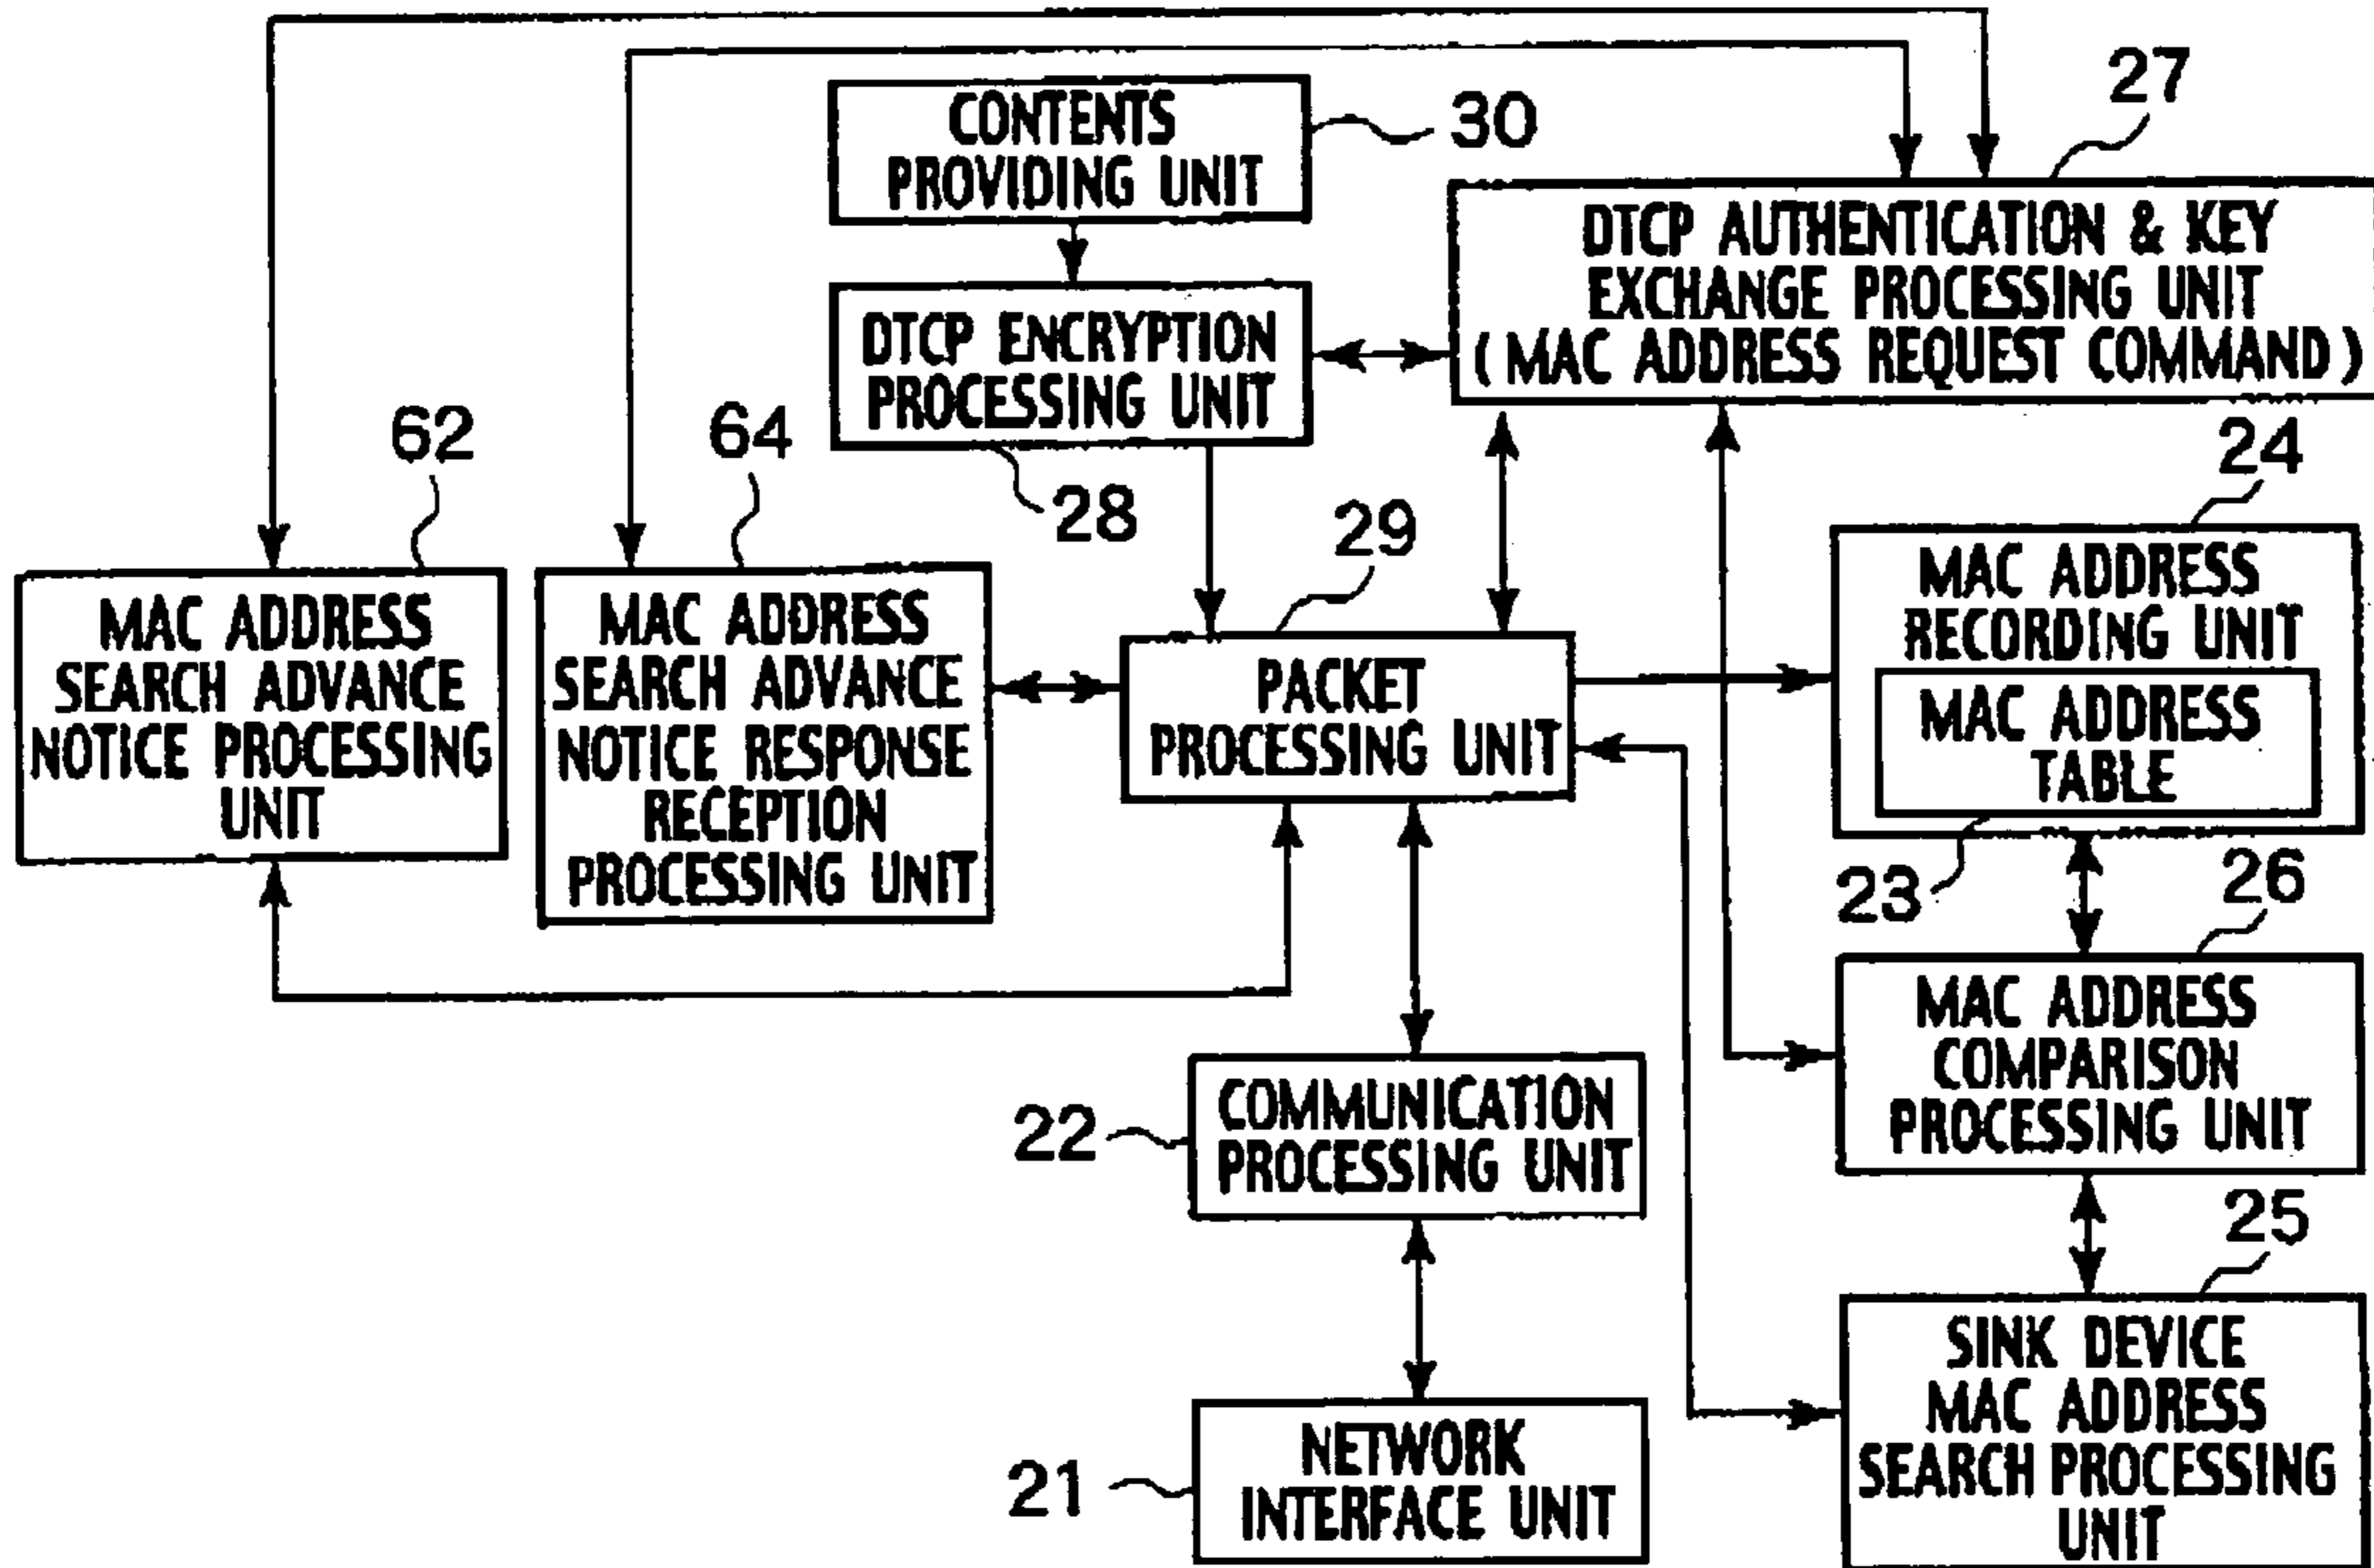 CONTENTS
PROVIDING UNIT
30
27
DTCP AUTHENTICATION & KEY
EXCHANGE PROCESSING UNIT
( MAC ADDRESS REQUEST COMMAND )
DTCP ENCRYPTION
PROCESSING UNIT
28
62
64
29
24
MAC ADDRESS
SEARCH ADVANCE
NOTICE PROCESSING
UNIT
MAC ADDRESS
SEARCH ADVANCE
NOTICE RESPONSE
RECEPTION
PROCESSING UNIT
PACKET
PROCESSING UNIT
MAC ADDRESS
RECORDING UNIT
MAC ADDRESS
TABLE
23
26
MAC ADDRESS
COMPARISON
PROCESSING UNIT
22
COMMUNICATION
PROCESSING UNIT
25
SINK DEVICE
MAC ADDRESS
SEARCH PROCESSING
UNIT
21
NETWORK
INTERFACE UNIT